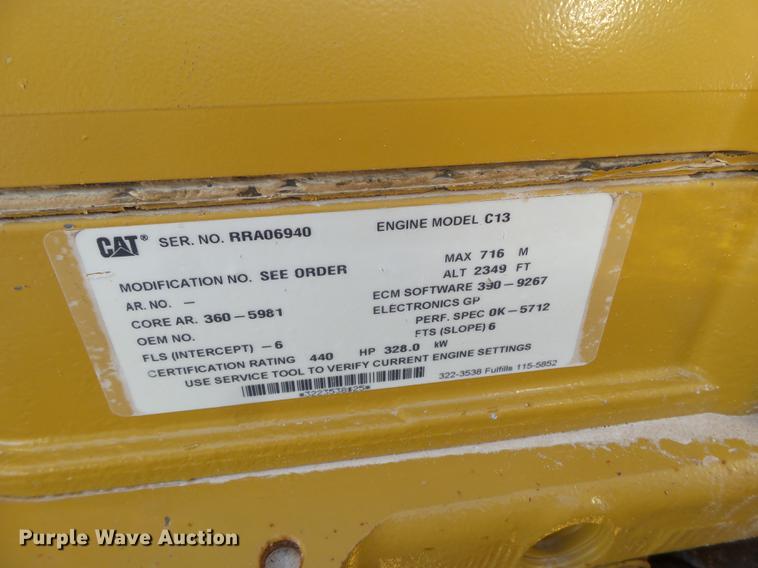 CAT® SER. NO. RRA06940 ENGINE MODEL C13
MODIFICATION NO. SEE ORDER MAX 716 M
AR. NO. — ALT 2349 FT
CORE AR. 360-5981 ECM SOFTWARE 390-9267
OEM NO. ELECTRONICS GP
FLS (INTERCEPT) -6 PERF. SPEC 0K-5712
CERTIFICATION RATING 440 HP 328.0 kW FTS (SLOPE) 6
USE SERVICE TOOL TO VERIFY CURRENT ENGINE SETTINGS
322-3538 Fulfills 115-5852
Purple Wave Auction